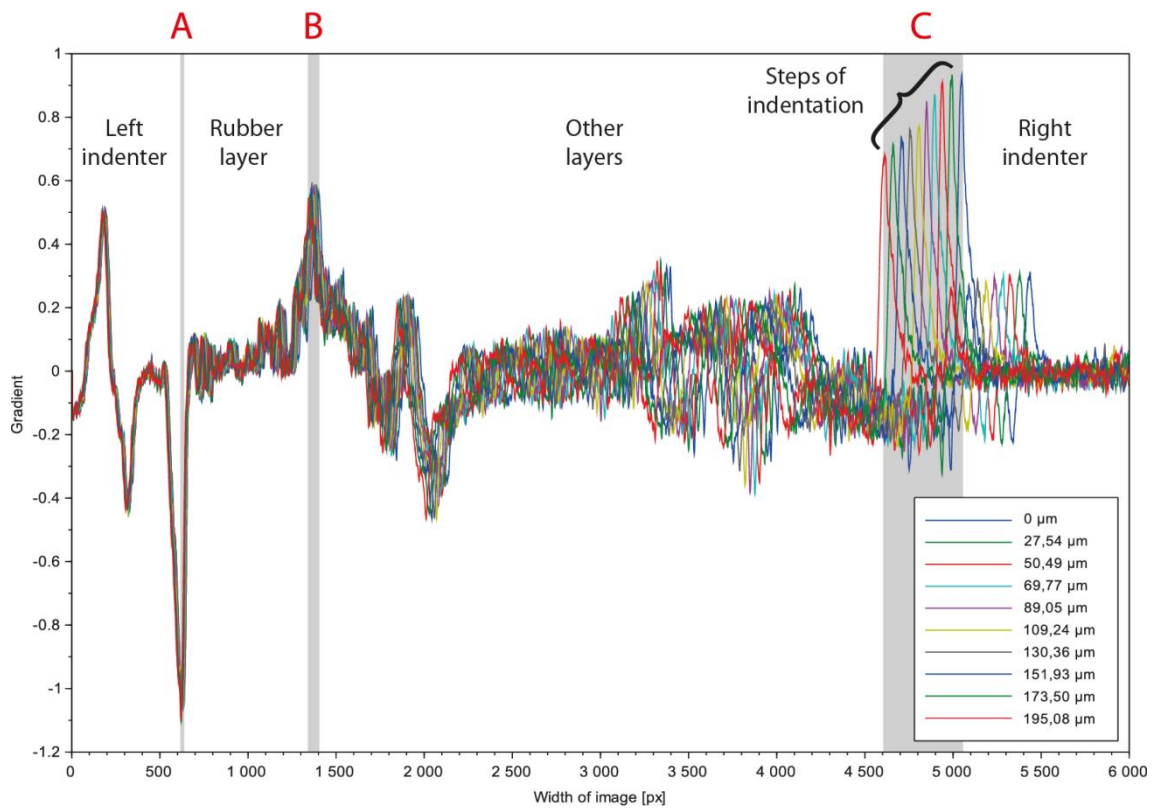 A
B
C
Steps of
indentation
Left
indenter
Rubber
layer
Other
layers
Right
indenter
1
0.8
0.6
0.4
0.2
0
-0.2
-0.4
-0.6
-0.8
-1
-1.2
Gradient
0 µm
27,54 µm
50,49 µm
69,77 µm
89,05 µm
109,24 µm
130,36 µm
151,93 µm
173,50 µm
195,08 µm
0
500
1 000
1 500
2 000
2 500
3 000
3 500
4 000
4 500
5 000
5 500
6 000
Width of image [px]